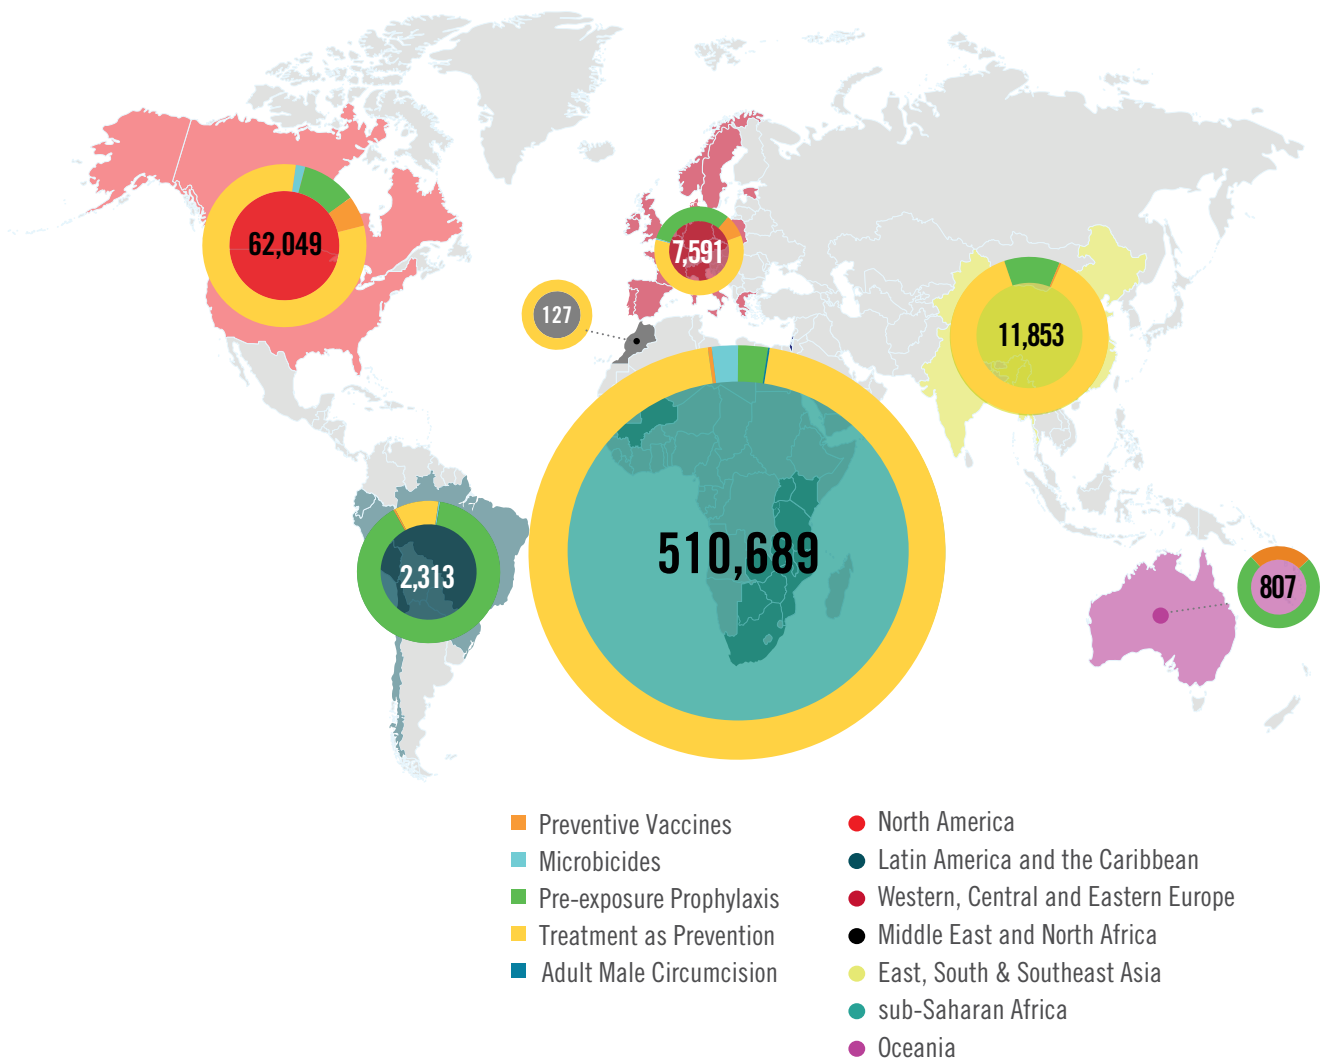 62,049
7,591
127
11,853
510,689
2,313
807
Preventive Vaccines
Microbicides
Pre-exposure Prophylaxis
Treatment as Prevention
Adult Male Circumcision
North America
Latin America and the Caribbean
Western, Central and Eastern Europe
Middle East and North Africa
East, South & Southeast Asia
sub-Saharan Africa
Oceania